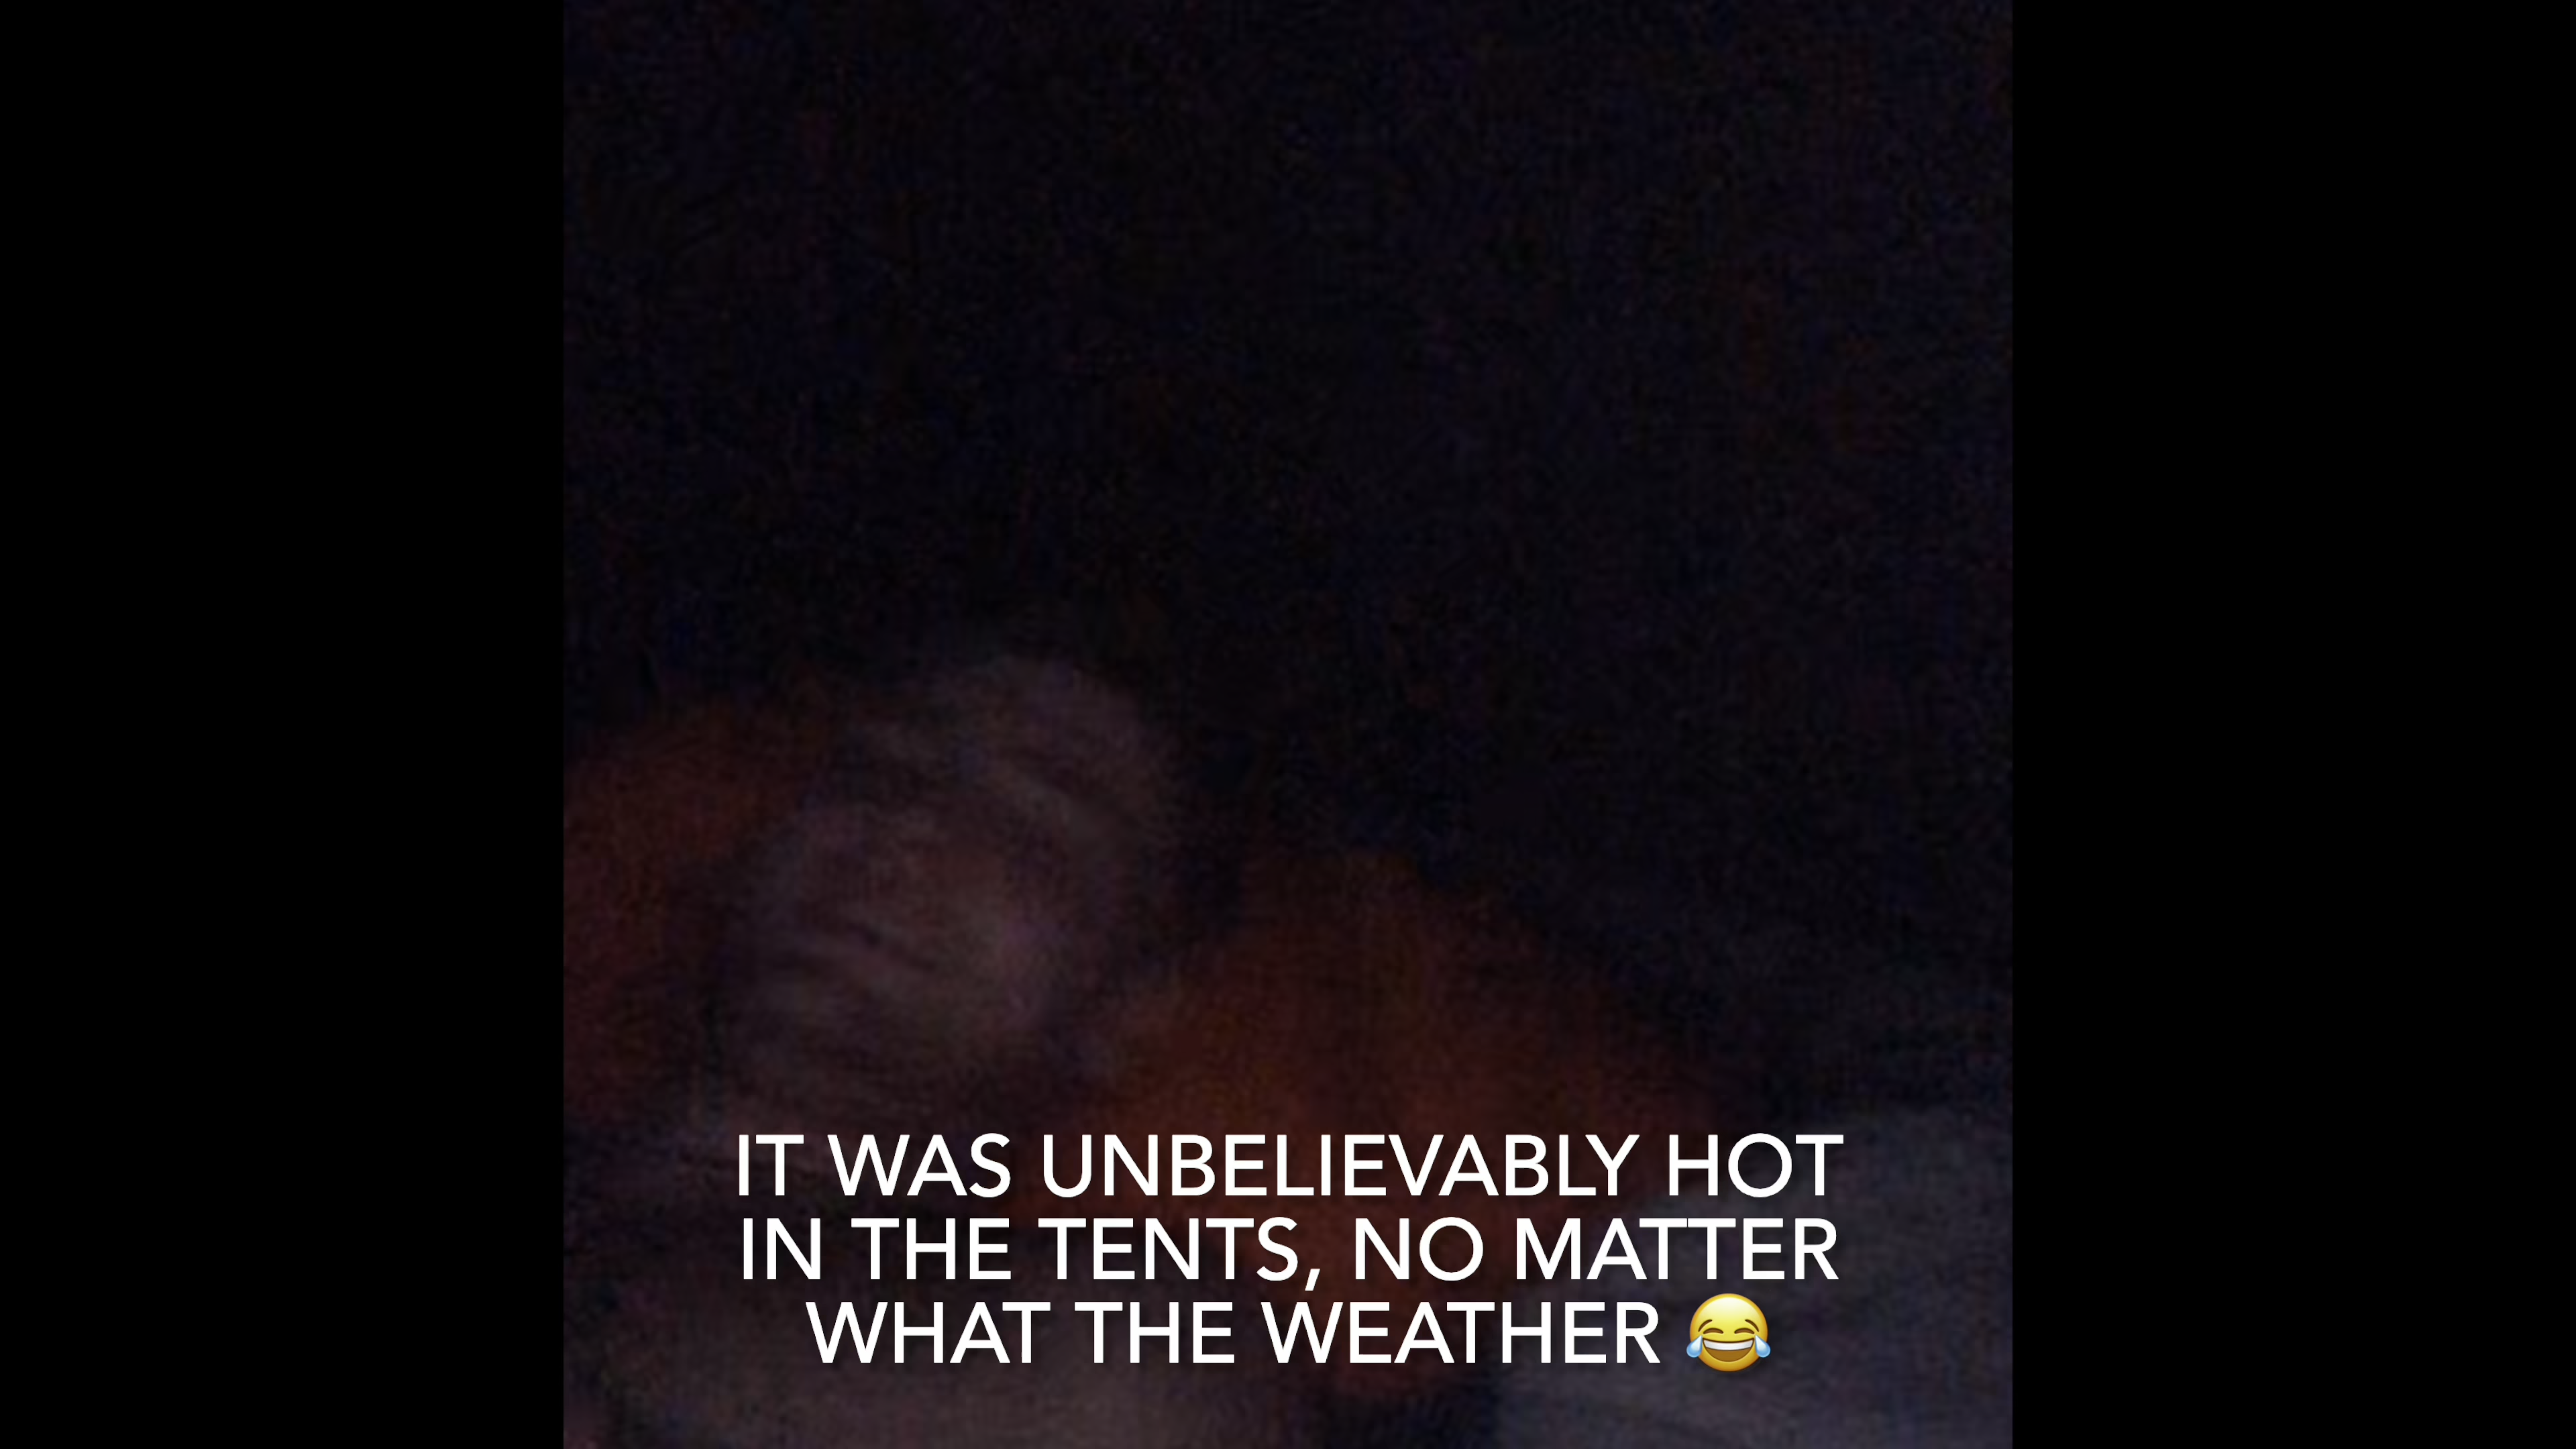 IT WAS UNBELIEVABLY HOT
IN THE TENTS, NO MATTER
WHAT THE WEATHER 😂